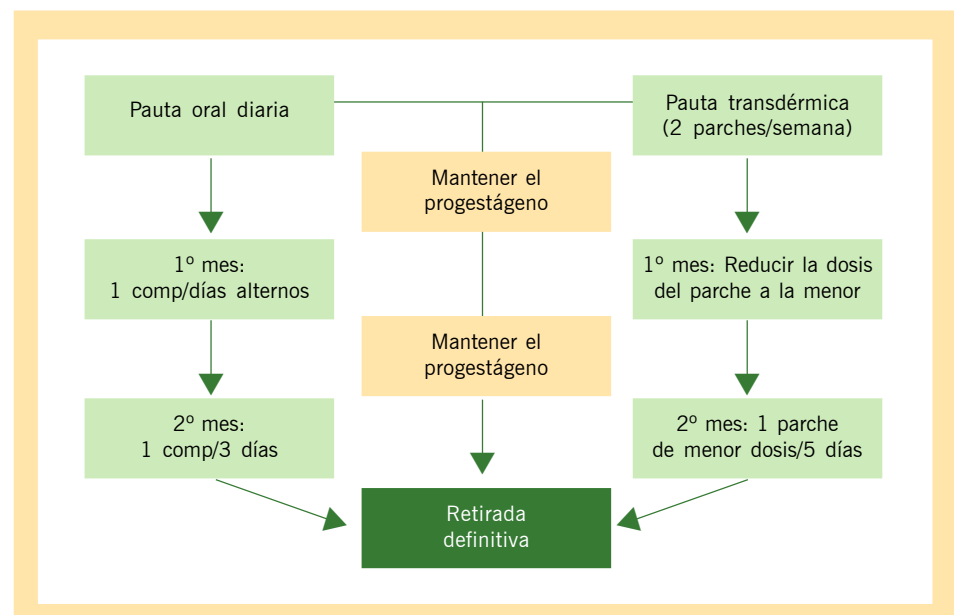 Pauta oral diaria
Pauta transdérmica
(2 parches/semana)
Mantener el
progestágeno
1º mes:
1 comp/días alternos
1º mes: Reducir la dosis
del parche a la menor
Mantener el
progestágeno
2º mes:
1 comp/3 días
2º mes: 1 parche
de menor dosis/5 días
Retirada
definitiva